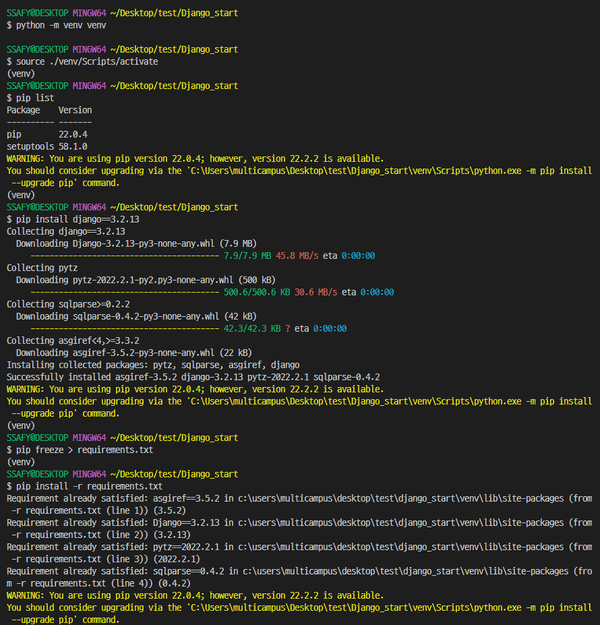 SSAFY@DESKTOP MINGW64 ~/Desktop/test/Django_start
$ python -m venv venv

SSAFY@DESKTOP MINGW64 ~/Desktop/test/Django_start
$ source ./venv/Scripts/activate
(venv)
SSAFY@DESKTOP MINGW64 ~/Desktop/test/Django_start
$ pip list
Package    Version
---------- -------
pip        22.0.4
setuptools 58.1.0
WARNING: You are using pip version 22.0.4; however, version 22.2.2 is available.
You should consider upgrading via the 'C:\Users\multicampus\Desktop\test\Django_start\venv\Scripts\python.exe -m pip install
 --upgrade pip' command.
(venv)
SSAFY@DESKTOP MINGW64 ~/Desktop/test/Django_start
$ pip install django==3.2.13
Collecting django==3.2.13
  Downloading Django-3.2.13-py3-none-any.whl (7.9 MB)
     ---------------------------------------- 7.9/7.9 MB 45.8 MB/s eta 0:00:00
Collecting pytz
  Downloading pytz-2022.2.1-py2.py3-none-any.whl (500 kB)
     ---------------------------------------- 500.6/500.6 KB 30.6 MB/s eta 0:00:00
Collecting sqlparse>=0.2.2
  Downloading sqlparse-0.4.2-py3-none-any.whl (42 kB)
     ---------------------------------------- 42.3/42.3 KB ? eta 0:00:00
Collecting asgiref<4,>=3.3.2
  Downloading asgiref-3.5.2-py3-none-any.whl (22 kB)
Installing collected packages: pytz, sqlparse, asgiref, django
Successfully installed asgiref-3.5.2 django-3.2.13 pytz-2022.2.1 sqlparse-0.4.2
WARNING: You are using pip version 22.0.4; however, version 22.2.2 is available.
You should consider upgrading via the 'C:\Users\multicampus\Desktop\test\Django_start\venv\Scripts\python.exe -m pip install
 --upgrade pip' command.
(venv)
SSAFY@DESKTOP MINGW64 ~/Desktop/test/Django_start
$ pip freeze > requirements.txt
(venv)
SSAFY@DESKTOP MINGW64 ~/Desktop/test/Django_start
$ pip install -r requirements.txt
Requirement already satisfied: asgiref==3.5.2 in c:\users\multicampus\desktop\test\django_start\venv\lib\site-packages (from
 -r requirements.txt (line 1)) (3.5.2)
Requirement already satisfied: Django==3.2.13 in c:\users\multicampus\desktop\test\django_start\venv\lib\site-packages (from
 -r requirements.txt (line 2)) (3.2.13)
Requirement already satisfied: pytz==2022.2.1 in c:\users\multicampus\desktop\test\django_start\venv\lib\site-packages (from
 -r requirements.txt (line 3)) (2022.2.1)
Requirement already satisfied: sqlparse==0.4.2 in c:\users\multicampus\desktop\test\django_start\venv\lib\site-packages (fro
m -r requirements.txt (line 4)) (0.4.2)
WARNING: You are using pip version 22.0.4; however, version 22.2.2 is available.
You should consider upgrading via the 'C:\Users\multicampus\Desktop\test\Django_start\venv\Scripts\python.exe -m pip install
 --upgrade pip' command.